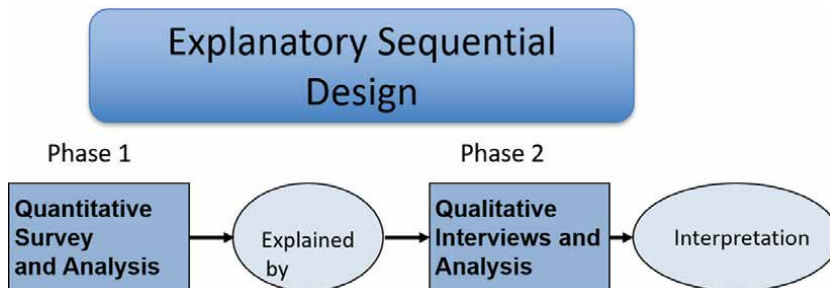 Explanatory Sequential
Design
Phase 1
Phase 2
Quantitative
Survey
and Analysis
Explained
by
Qualitative
Interviews and
Analysis
Interpretation